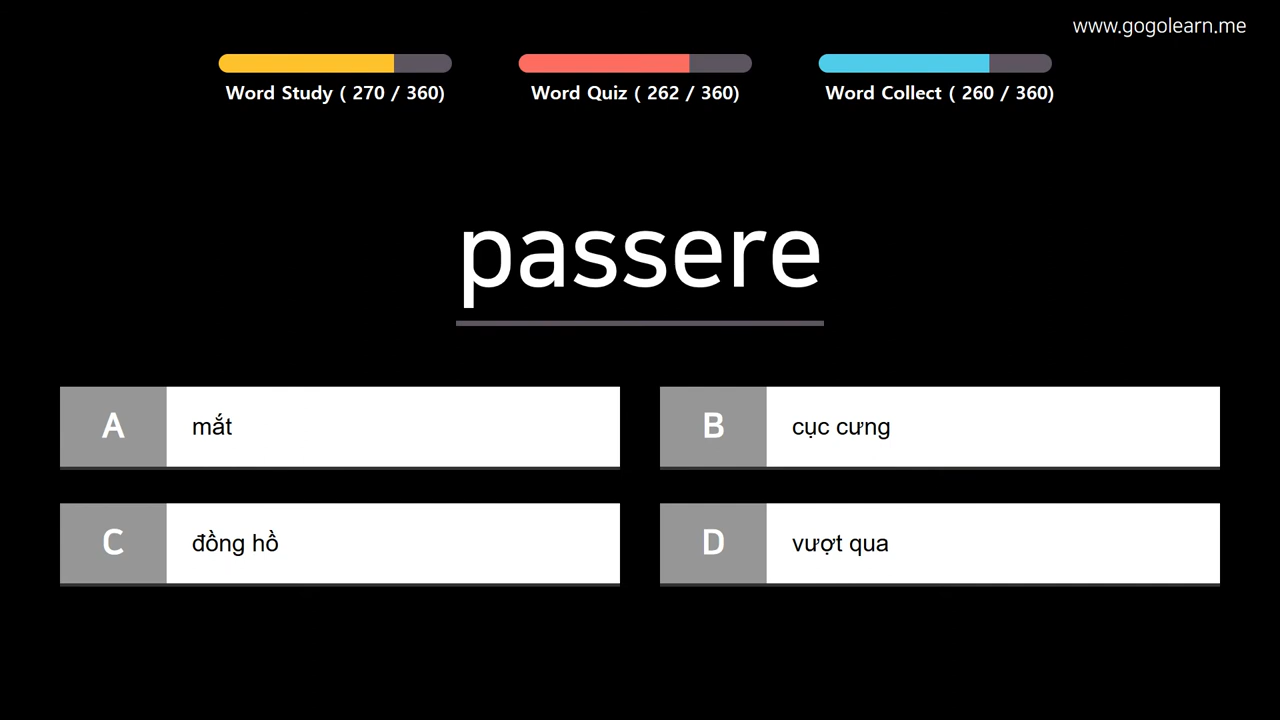 www.gogolearn.me
Word Study ( 270 / 360)
Word Quiz ( 262 / 360)
Word Collect ( 260 / 360)
passere
A mắt
B cục cưng
C đồng hồ
D vượt qua